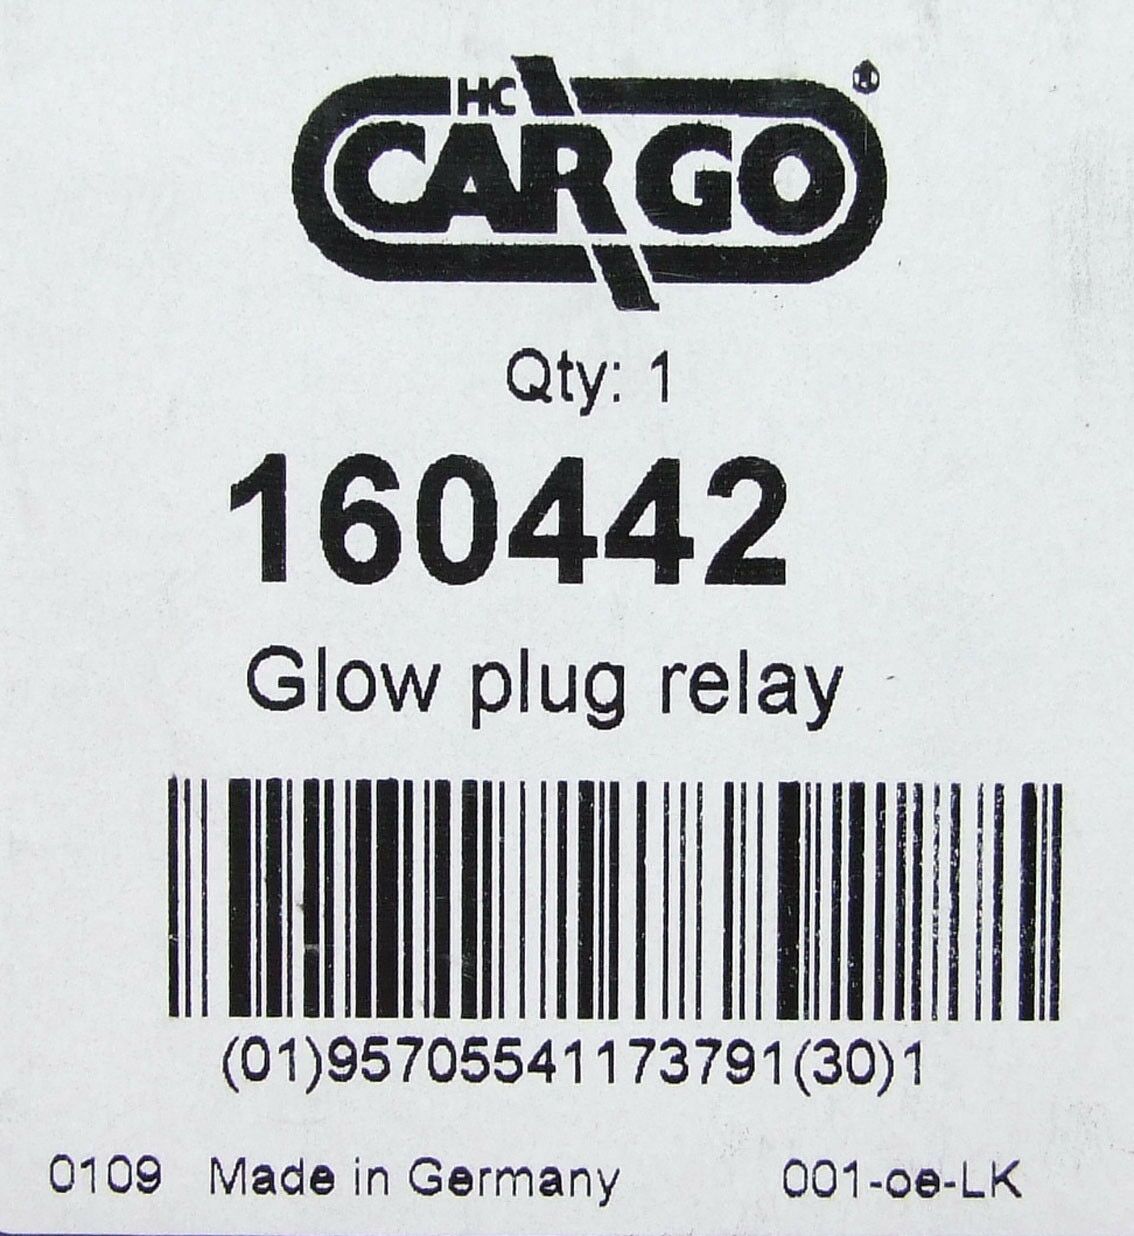 HC
CARGO®
Qty: 1
160442
Glow plug relay
(01)95705541173791(30)1
0109 Made in Germany 001-oe-LK